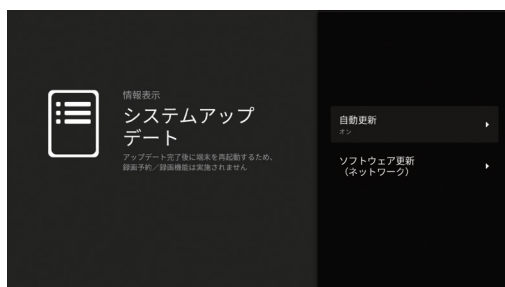 情報表示
システムアップ
デート
アップデート完了後に端末を再起動するため、
録画予約／録画機能は実施されません
自動更新
オン
ソフトウェア更新
（ネットワーク）